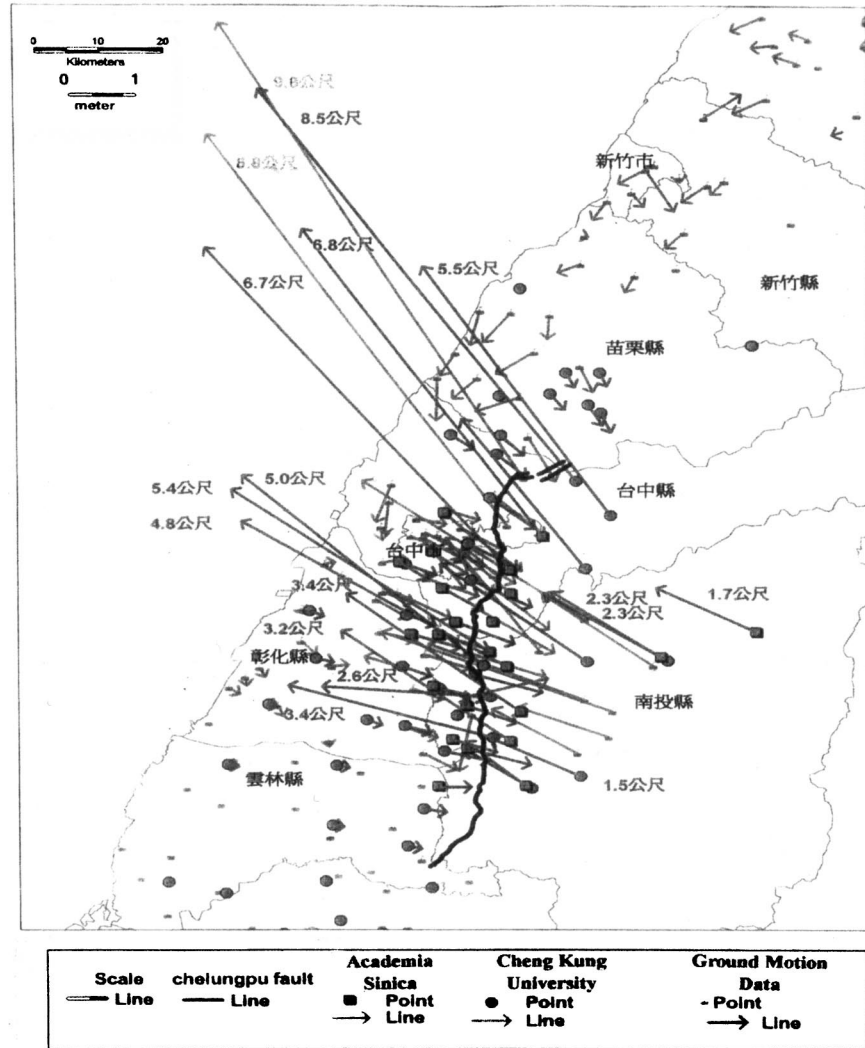 0 10 20
Kilometers
0 1
meter
9.8公尺
8.5公尺
8.8公尺
新竹市
6.8公尺
5.5公尺
6.7公尺
新竹縣
苗栗縣
5.0公尺
5.4公尺
台中縣
4.8公尺
台中市
3.4公尺
2.3公尺
1.7公尺
2.3公尺
3.2公尺
彰化縣
2.6公尺
南投縣
3.4公尺
雲林縣
1.5公尺
Scale
Line
chelungpu fault
Line
Academia
Sinica
Point
Line
Cheng Kung
University
Point
Line
Ground Motion
Data
Point
Line